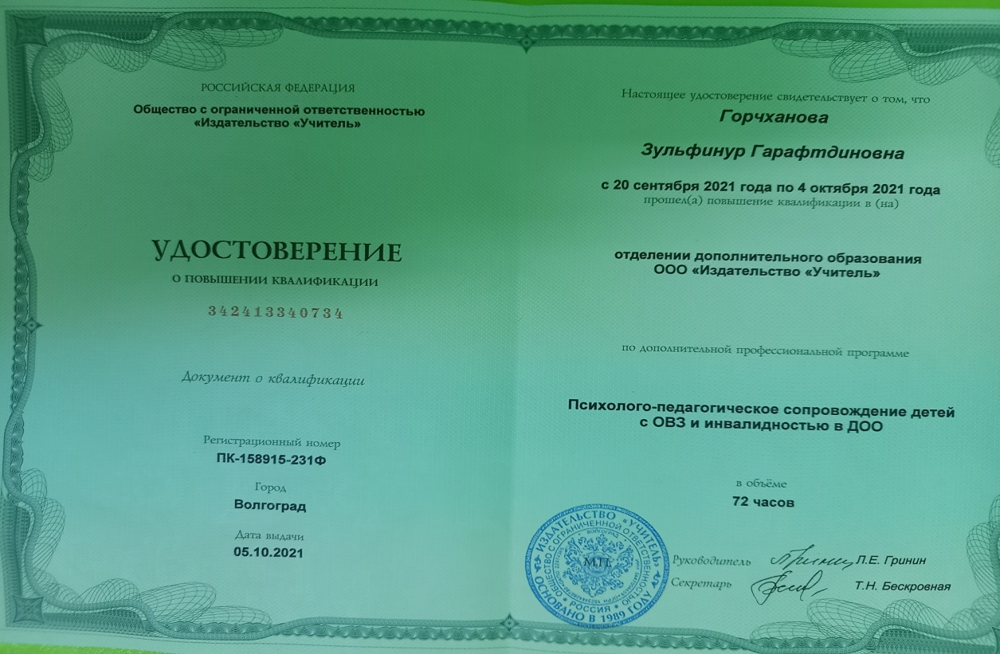 РОССИЙСКАЯ ФЕДЕРАЦИЯ
Общество с ограниченной ответственностью
«Издательство «Учитель»
УДОСТОВЕРЕНИЕ
О ПОВЫШЕНИИ КВАЛИФИКАЦИИ
342413340734
Документ о квалификации
Регистрационный номер
ПК-158915-231Ф
Город
Волгоград
Дата выдачи
05.10.2021
Настоящее удостоверение свидетельствует о том, что
Горчханова
Зульфинур Гарафтдиновна
с 20 сентября 2021 года по 4 октября 2021 года
прошел(а) повышение квалификации в (на)
отделении дополнительного образования
ООО «Издательство «Учитель»
по дополнительной профессиональной программе
Психолого-педагогическое сопровождение детей
с ОВЗ и инвалидностью в ДОО
в объёме
72 часов
ИЗДАТЕЛЬСТВО «УЧИТЕЛЬ»
ОСНОВАНО В 1989 ГОДУ
ОБЩЕСТВО С ОГРАНИЧЕННОЙ ОТВЕТСТВЕННОСТЬЮ
РОССИЯ
ВОЛГОГРАД
М.П.
Руководитель Л.Е. Гринин
Секретарь Т.Н. Бескровная